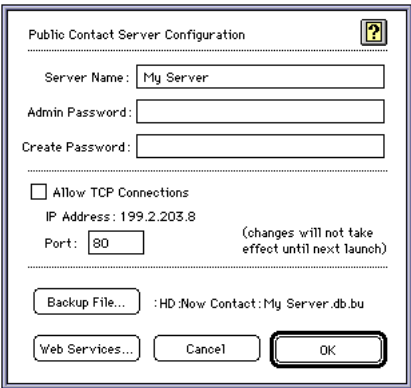 Public Contact Server Configuration ?
Server Name: My Server
Admin Password:
Create Password:
Allow TCP Connections
IP Address: 199.2.203.8
Port: 80
(changes will not take
effect until next launch)
Backup File... :HD:Now Contact:My Server.db.bu
Web Services... Cancel OK